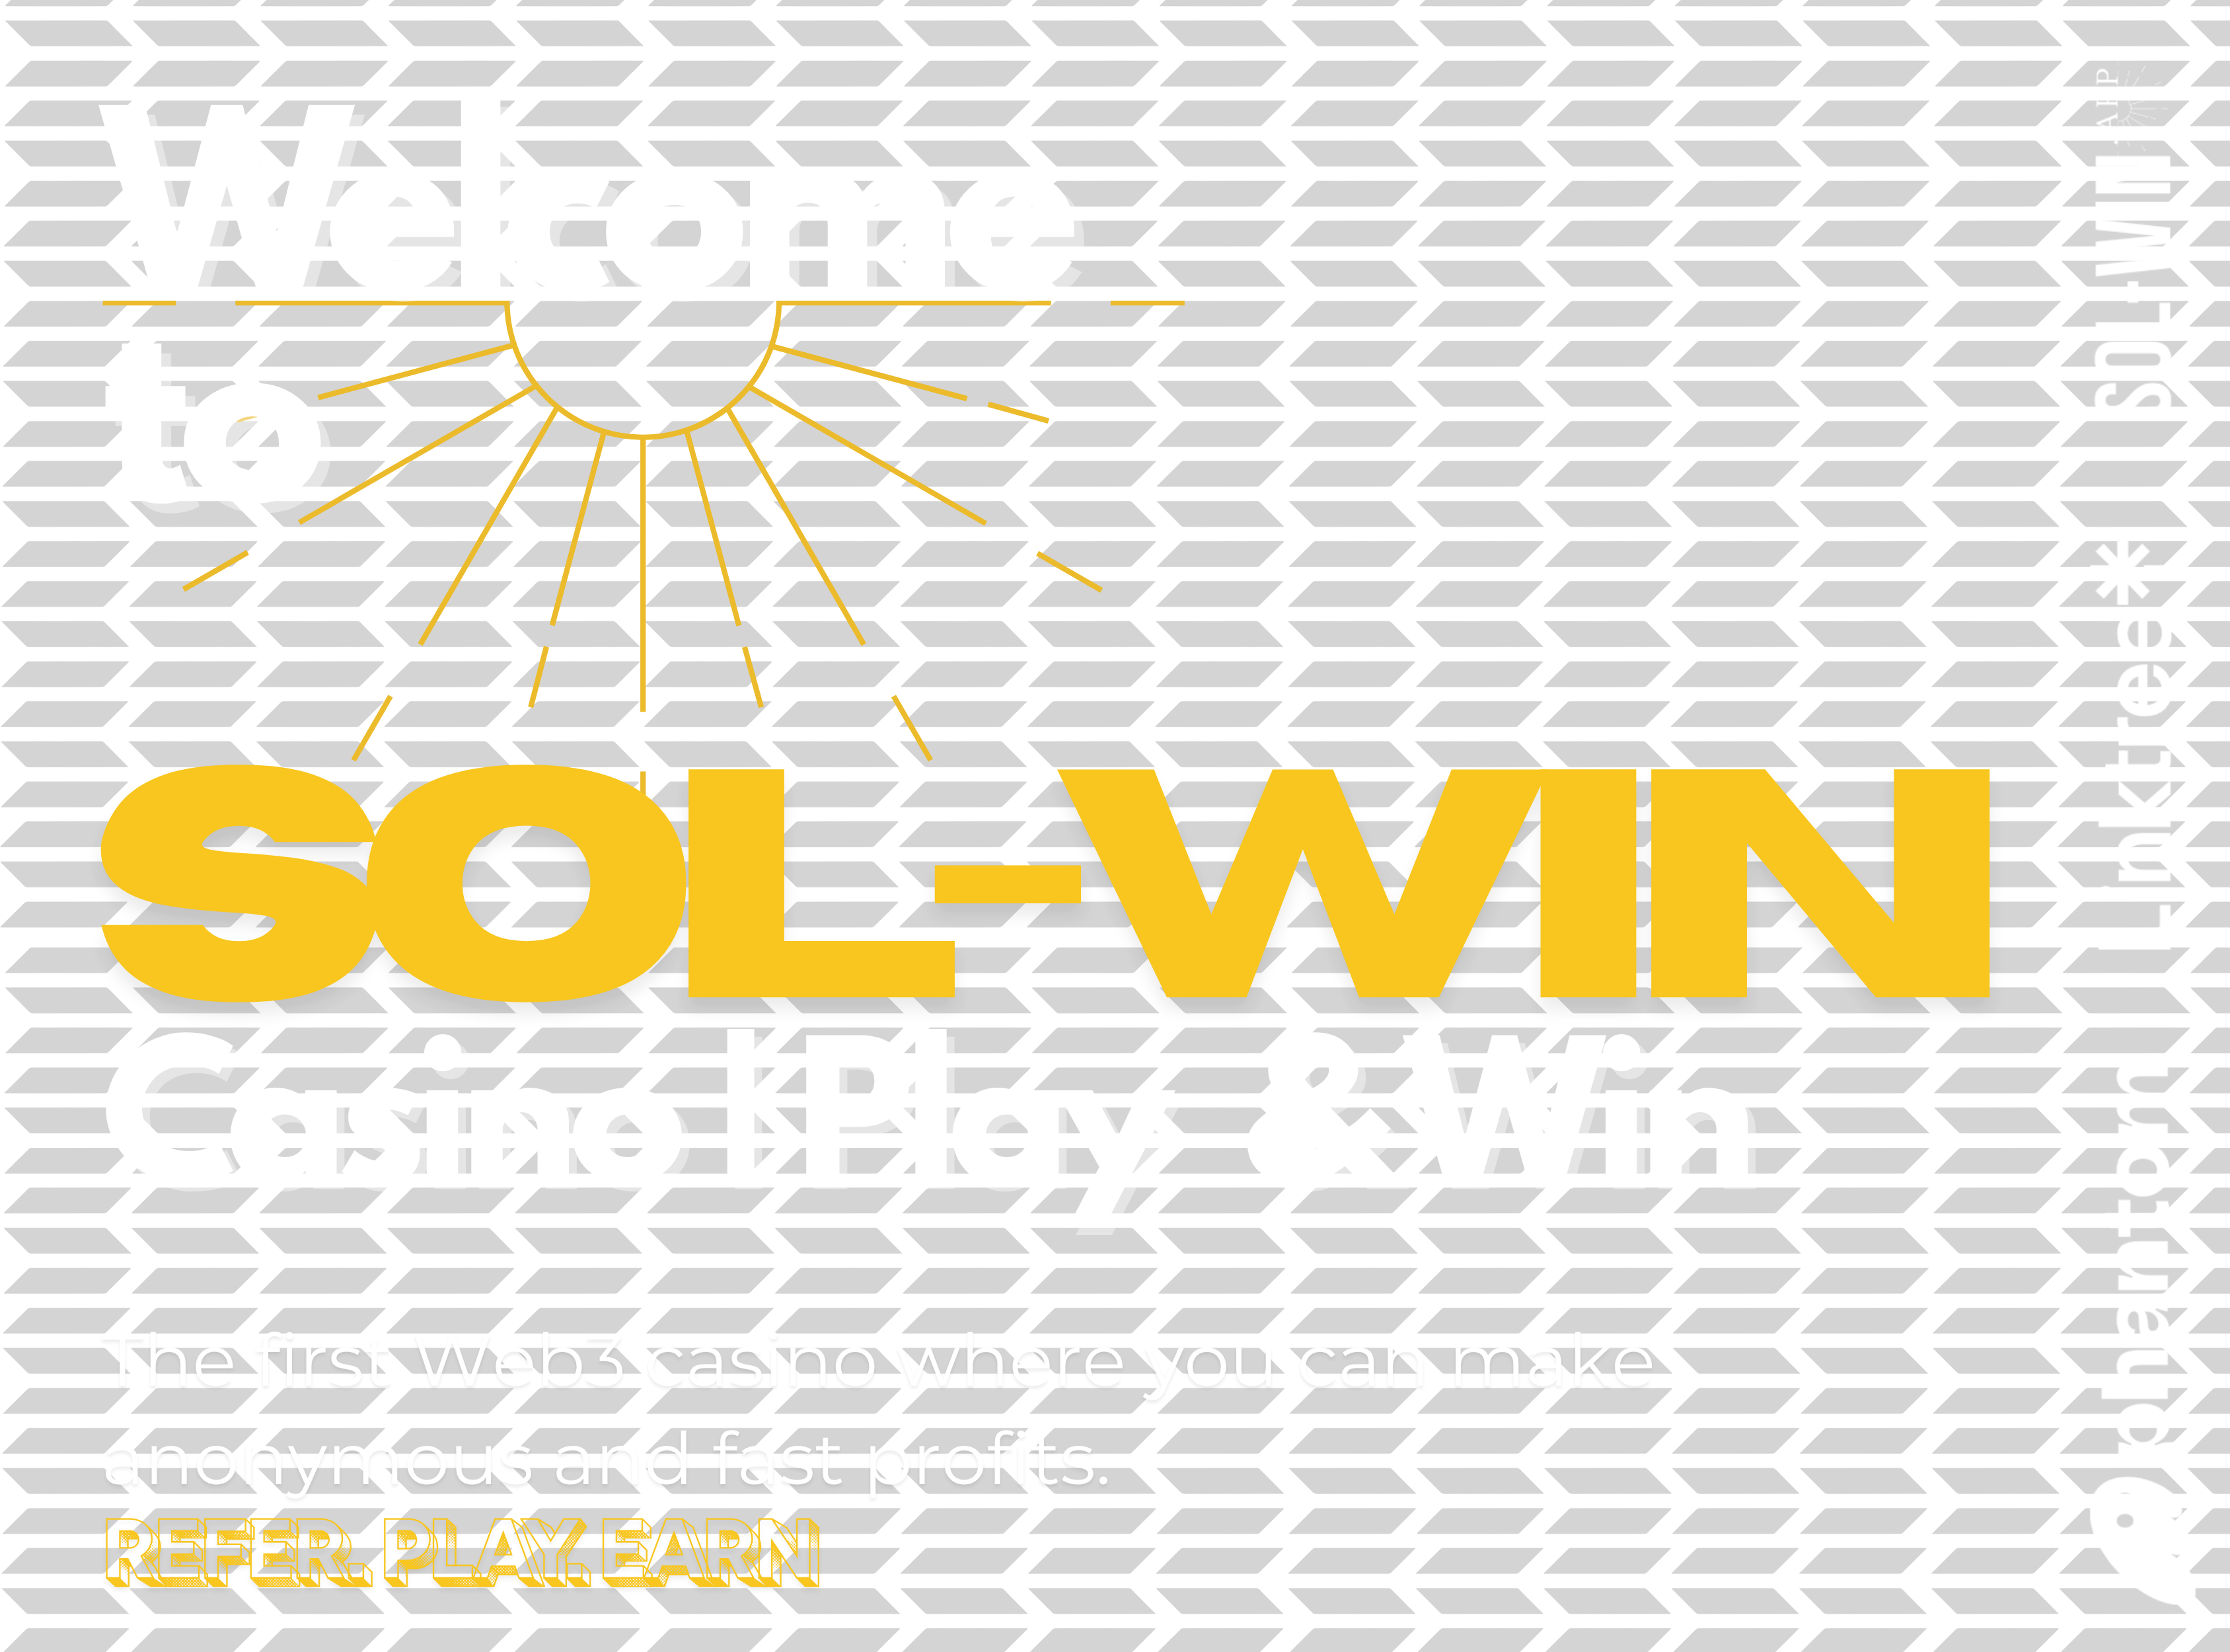 Welcome
to
SOL-WIN
Casino | Play & Win
The first Web3 casino where you can make
anonymous and fast profits.
REFER PLAY EARN
&phantons Linktree* Sol-Win